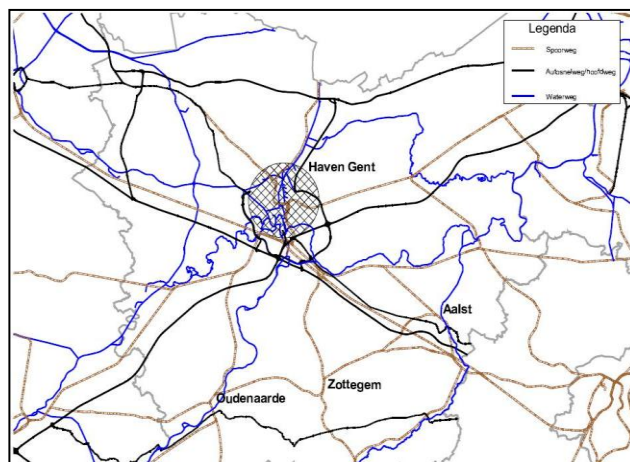 Legenda
Spoorweg
Autosnelweg/hoofdweg
Waterweg
Haven Gent
Aalst
Zottegem
Oudenaarde